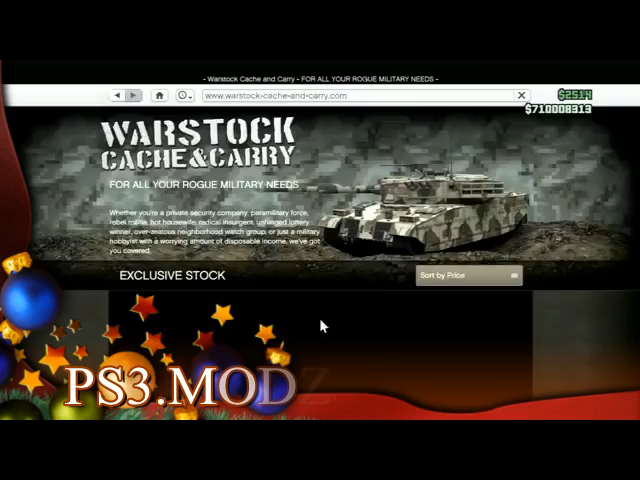 - Warstock Cache and Carry - FOR ALL YOUR ROGUE MILITARY NEEDS -
www.warstock-cache-and-carry.com
$2514
$710008313
WARSTOCK
CACHE&CARRY
FOR ALL YOUR ROGUE MILITARY NEEDS
Whether you're a private security company, paramilitary force,
rebel militia, bot housewife, radical insurgent, unhinged lottery
winner, over-zealous neighborhood watch group, or just a military
hobbyist with a worrying amount of disposable income, we've got
you covered.
EXCLUSIVE STOCK
Sort by Price
PS3.MODZ